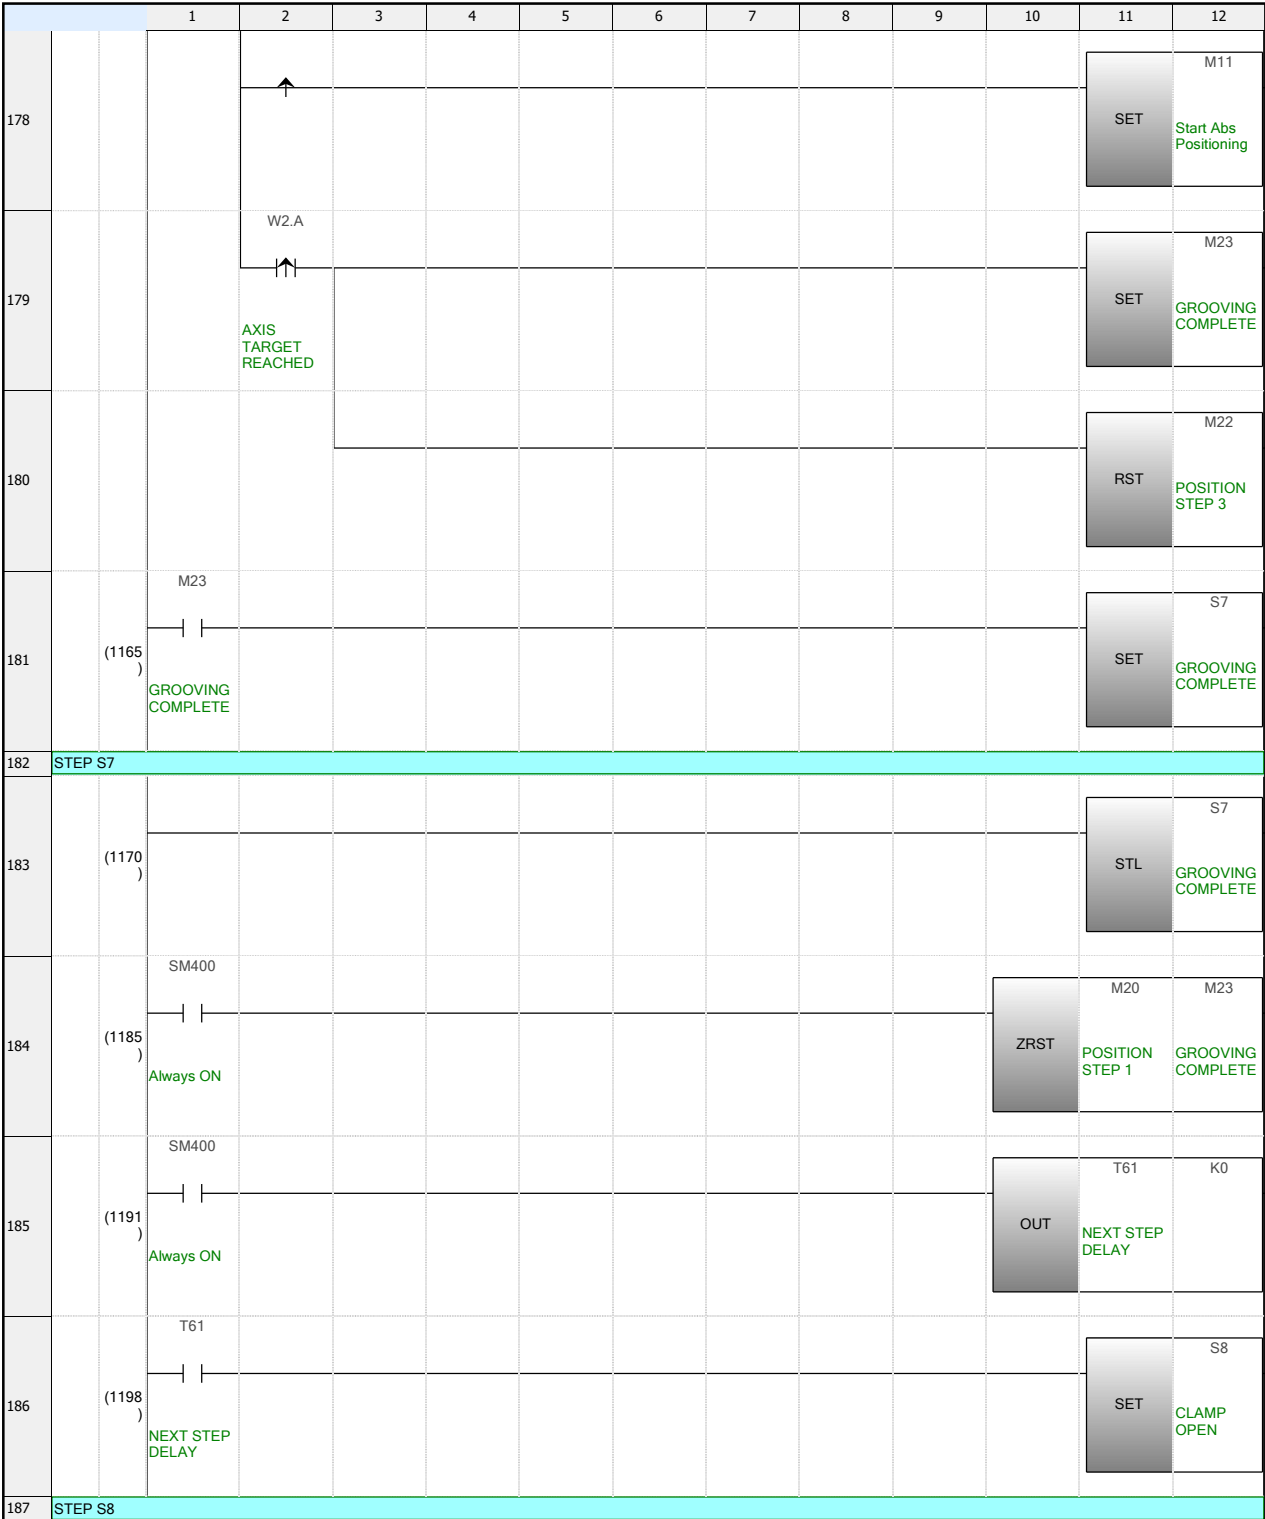 1 2 3 4 5 6 7 8 9 10 11 12
M11
178
SET
Start Abs
Positioning
W2.A
M23
179
SET
GROOVING
COMPLETE
AXIS
TARGET
REACHED
M22
180
RST
POSITION
STEP 3
M23
S7
181
(1165
)
SET
GROOVING
COMPLETE
GROOVING
COMPLETE
182 STEP S7
S7
183
(1170
)
STL
GROOVING
COMPLETE
SM400
M20 M23
184
(1185
)
ZRST
POSITION
STEP 1
GROOVING
COMPLETE
Always ON
SM400
T61 K0
185
(1191
)
OUT
NEXT STEP
DELAY
Always ON
T61
S8
186
(1198
)
SET
CLAMP
OPEN
NEXT STEP
DELAY
187 STEP S8